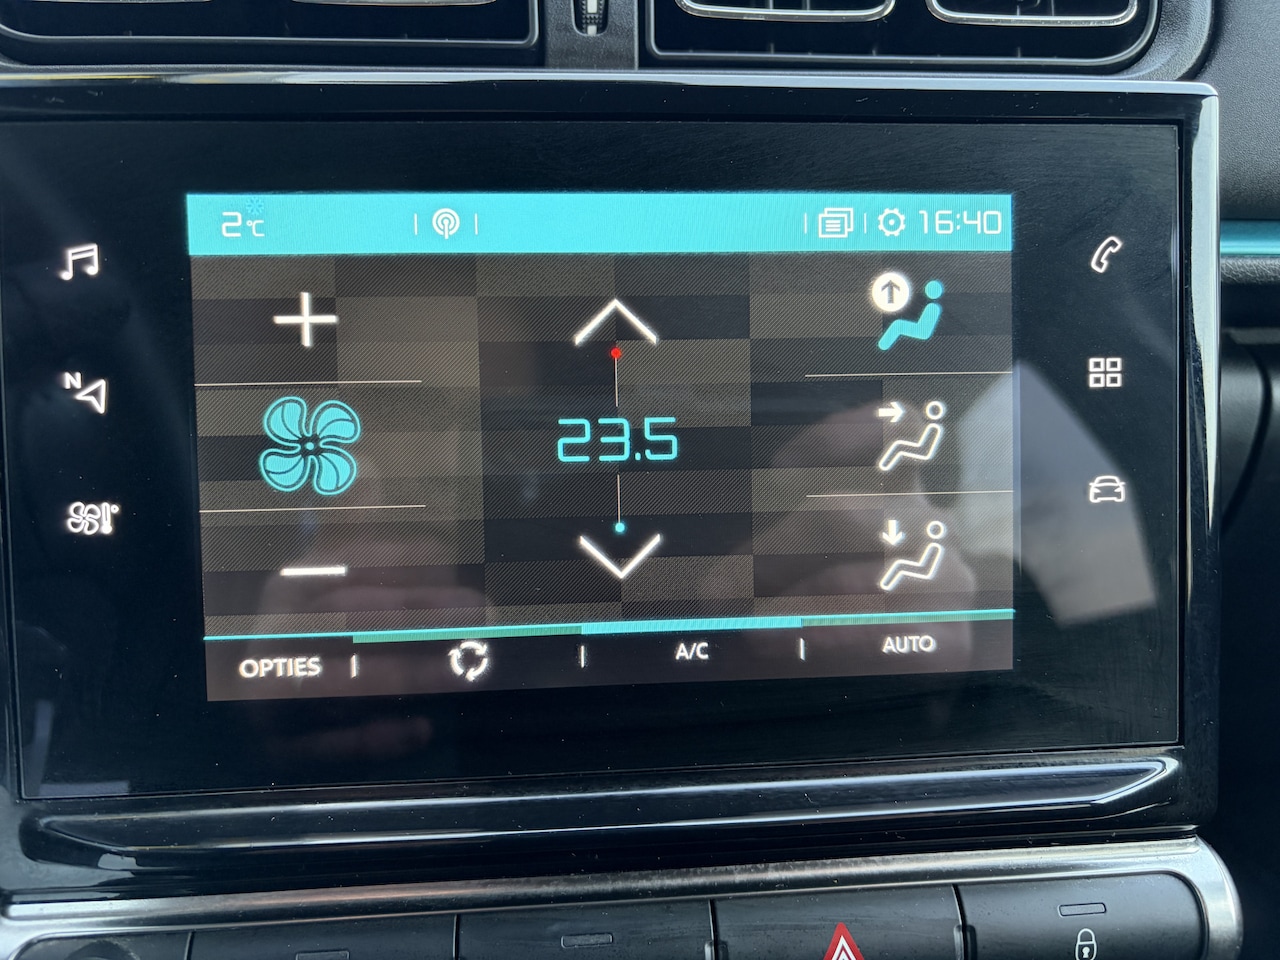 2°C
16:40
N
23.5
OPTIES
A/C
AUTO